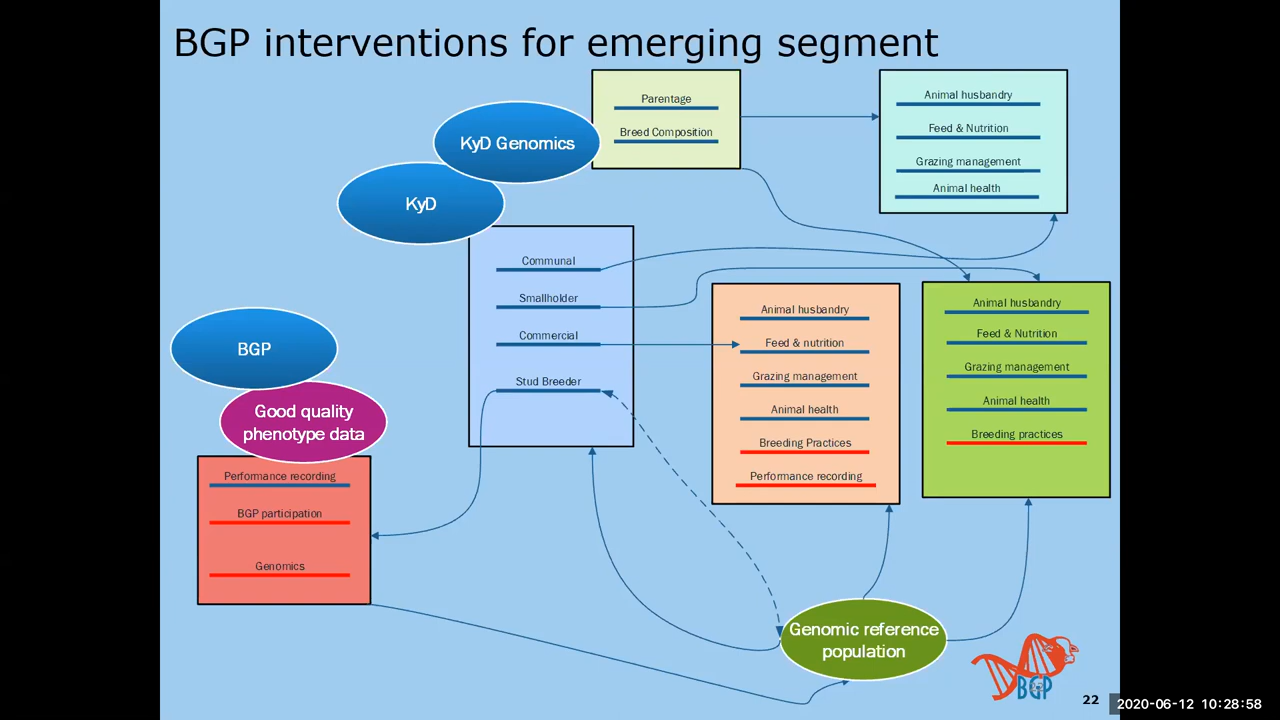 BGP interventions for emerging segment
Parentage
Breed Composition
Animal husbandry
Feed & Nutrition
Grazing management
Animal health
KyD Genomics
KyD
Communal
Smallholder
Commercial
Stud Breeder
Animal husbandry
Feed & nutrition
Grazing management
Animal health
Breeding Practices
Performance recording
Animal husbandry
Feed & Nutrition
Grazing management
Animal health
Breeding practices
BGP
Good quality
phenotype data
Performance recording
BGP participation
Genomics
Genomic reference
population
BGP
22
2020-06-12 10:28:58